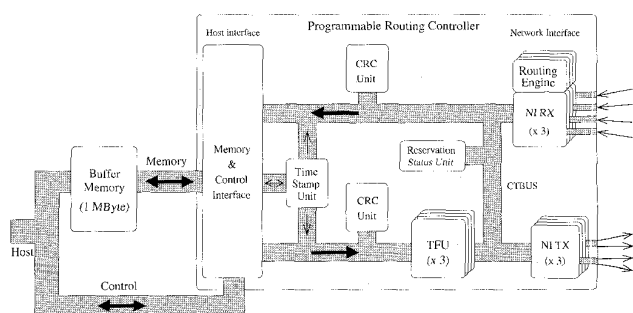 Programmable Routing Controller
Host interface
Network Interface
CRC
Unit
Routing
Engine
NI RX
(x 3)
Memory
&
Control
Interface
Reservation
Status Unit
Buffer
Memory
(1 MByte)
Memory
Time
Stamp
Unit
CRC
Unit
CTBUS
TFU
(x 3)
NI TX
(x 3)
Host
Control